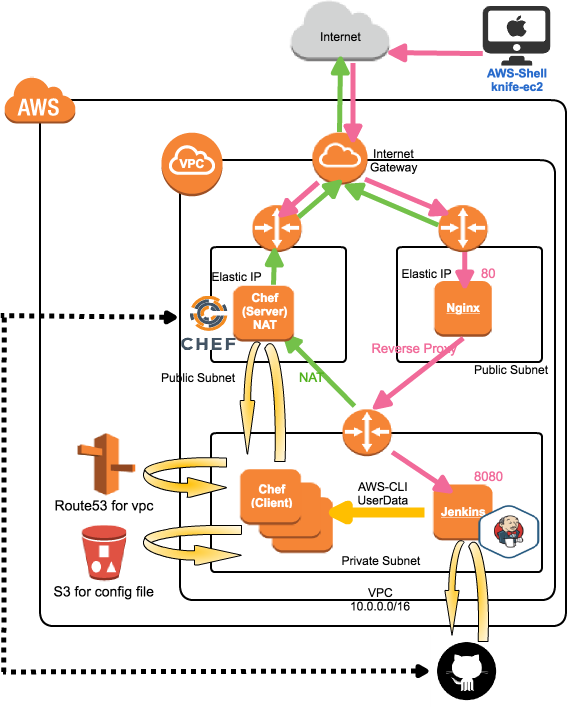 Internet
AWS-Shell
knife-ec2
AWS
VPC
Internet
Gateway
Elastic IP
Elastic IP
80
Chef
(Server)
NAT
Nginx
CHEF
Reverse Proxy
Public Subnet
NAT
Public Subnet
8080
AWS-CLI
UserData
Chef
(Client)
Jenkins
Route53 for vpc
Private Subnet
S3 for config file
VPC
10.0.0.0/16